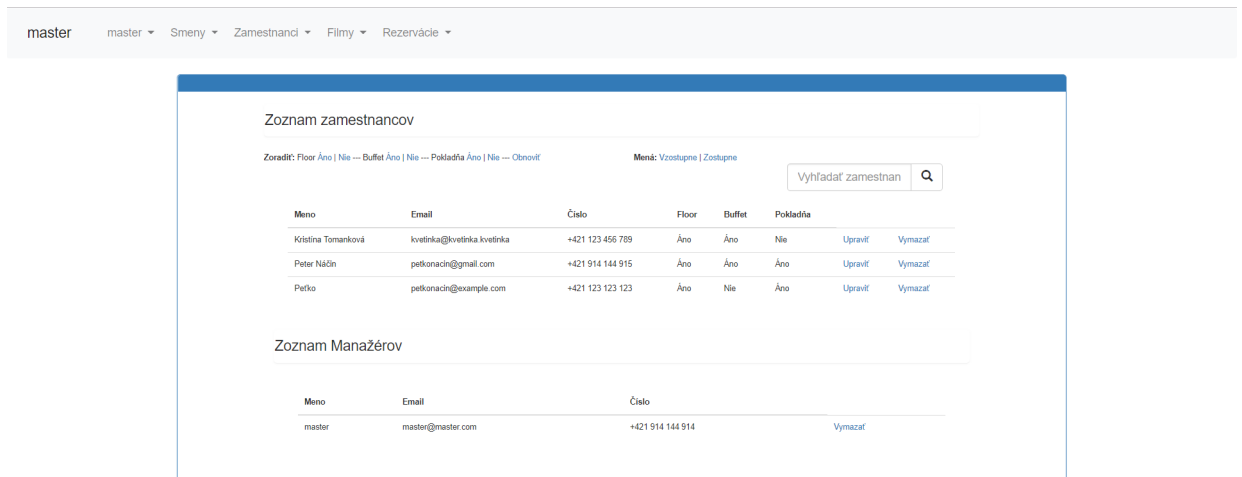 master master Smeny Zamestnanci Filmy Rezervácie
Zoznam zamestnancov
Zoradiť: Floor Áno | Nie --- Buffet Áno | Nie --- Pokladňa Áno | Nie --- Obnoviť Mená: Vzostupne | Zostupne
Vyhľadať zamestnan
Meno Email Číslo Floor Buffet Pokladňa
Kristína Tomanková kvetinka@kvetinka.kvetinka +421 123 456 789 Áno Áno Nie Upraviť Vymazať
Peter Náčin petkonacin@gmail.com +421 914 144 915 Áno Áno Áno Upraviť Vymazať
Peťko petkonacin@example.com +421 123 123 123 Áno Nie Áno Upraviť Vymazať
Zoznam Manažérov
Meno Email Číslo
master master@master.com +421 914 144 914 Vymazať